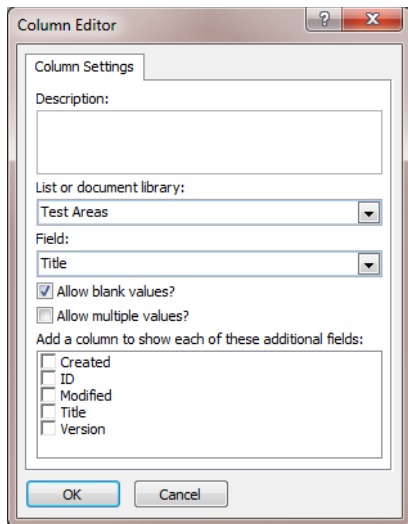 Column Editor
?
X
Column Settings
Description:
List or document library:
Test Areas
Field:
Title
Allow blank values?
Allow multiple values?
Add a column to show each of these additional fields:
Created
ID
Modified
Title
Version
OK Cancel